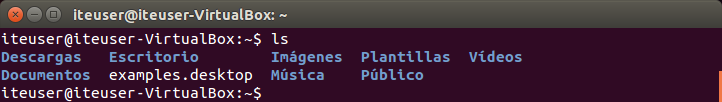 iteuser@iteuser-VirtualBox: ~
iteuser@iteuser-VirtualBox:~$ ls
Descargas Escritorio Imágenes Plantillas Vídeos
Documentos examples.desktop Música Público
iteuser@iteuser-VirtualBox:~$